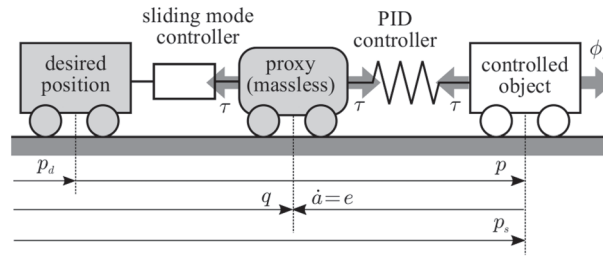 sliding mode
controller
PID
controller
desired
position
proxy
(massless)
controlled
object
ϕ
τ
τ
τ
p_d
p
q
ȧ=e
p_s